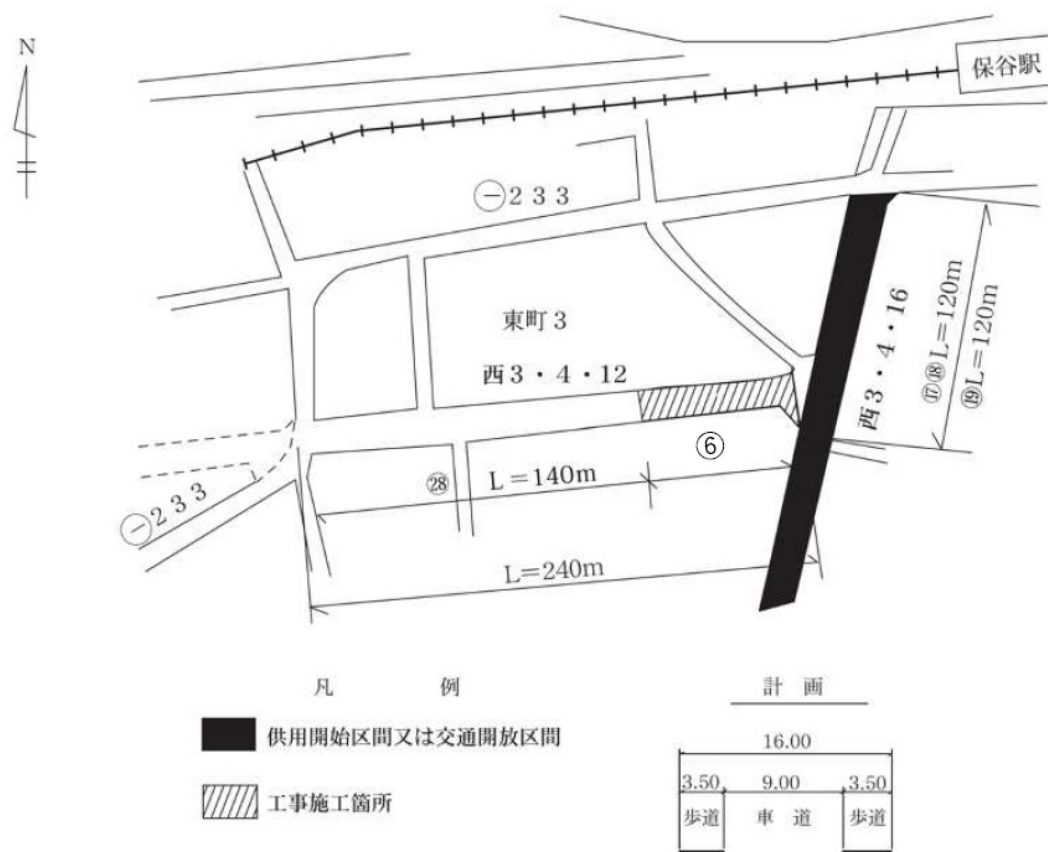 N
保谷駅
㊀233
東町3
西3・4・12
西3・4・16
⑰⑱L=120m
⑲L=120m
⑥
㉘
L=140m
㊀233
L=240m
凡 例
供用開始区間又は交通開放区間
工事施工箇所
計 画
16.00
3.50 9.00 3.50
歩道 車 道 歩道